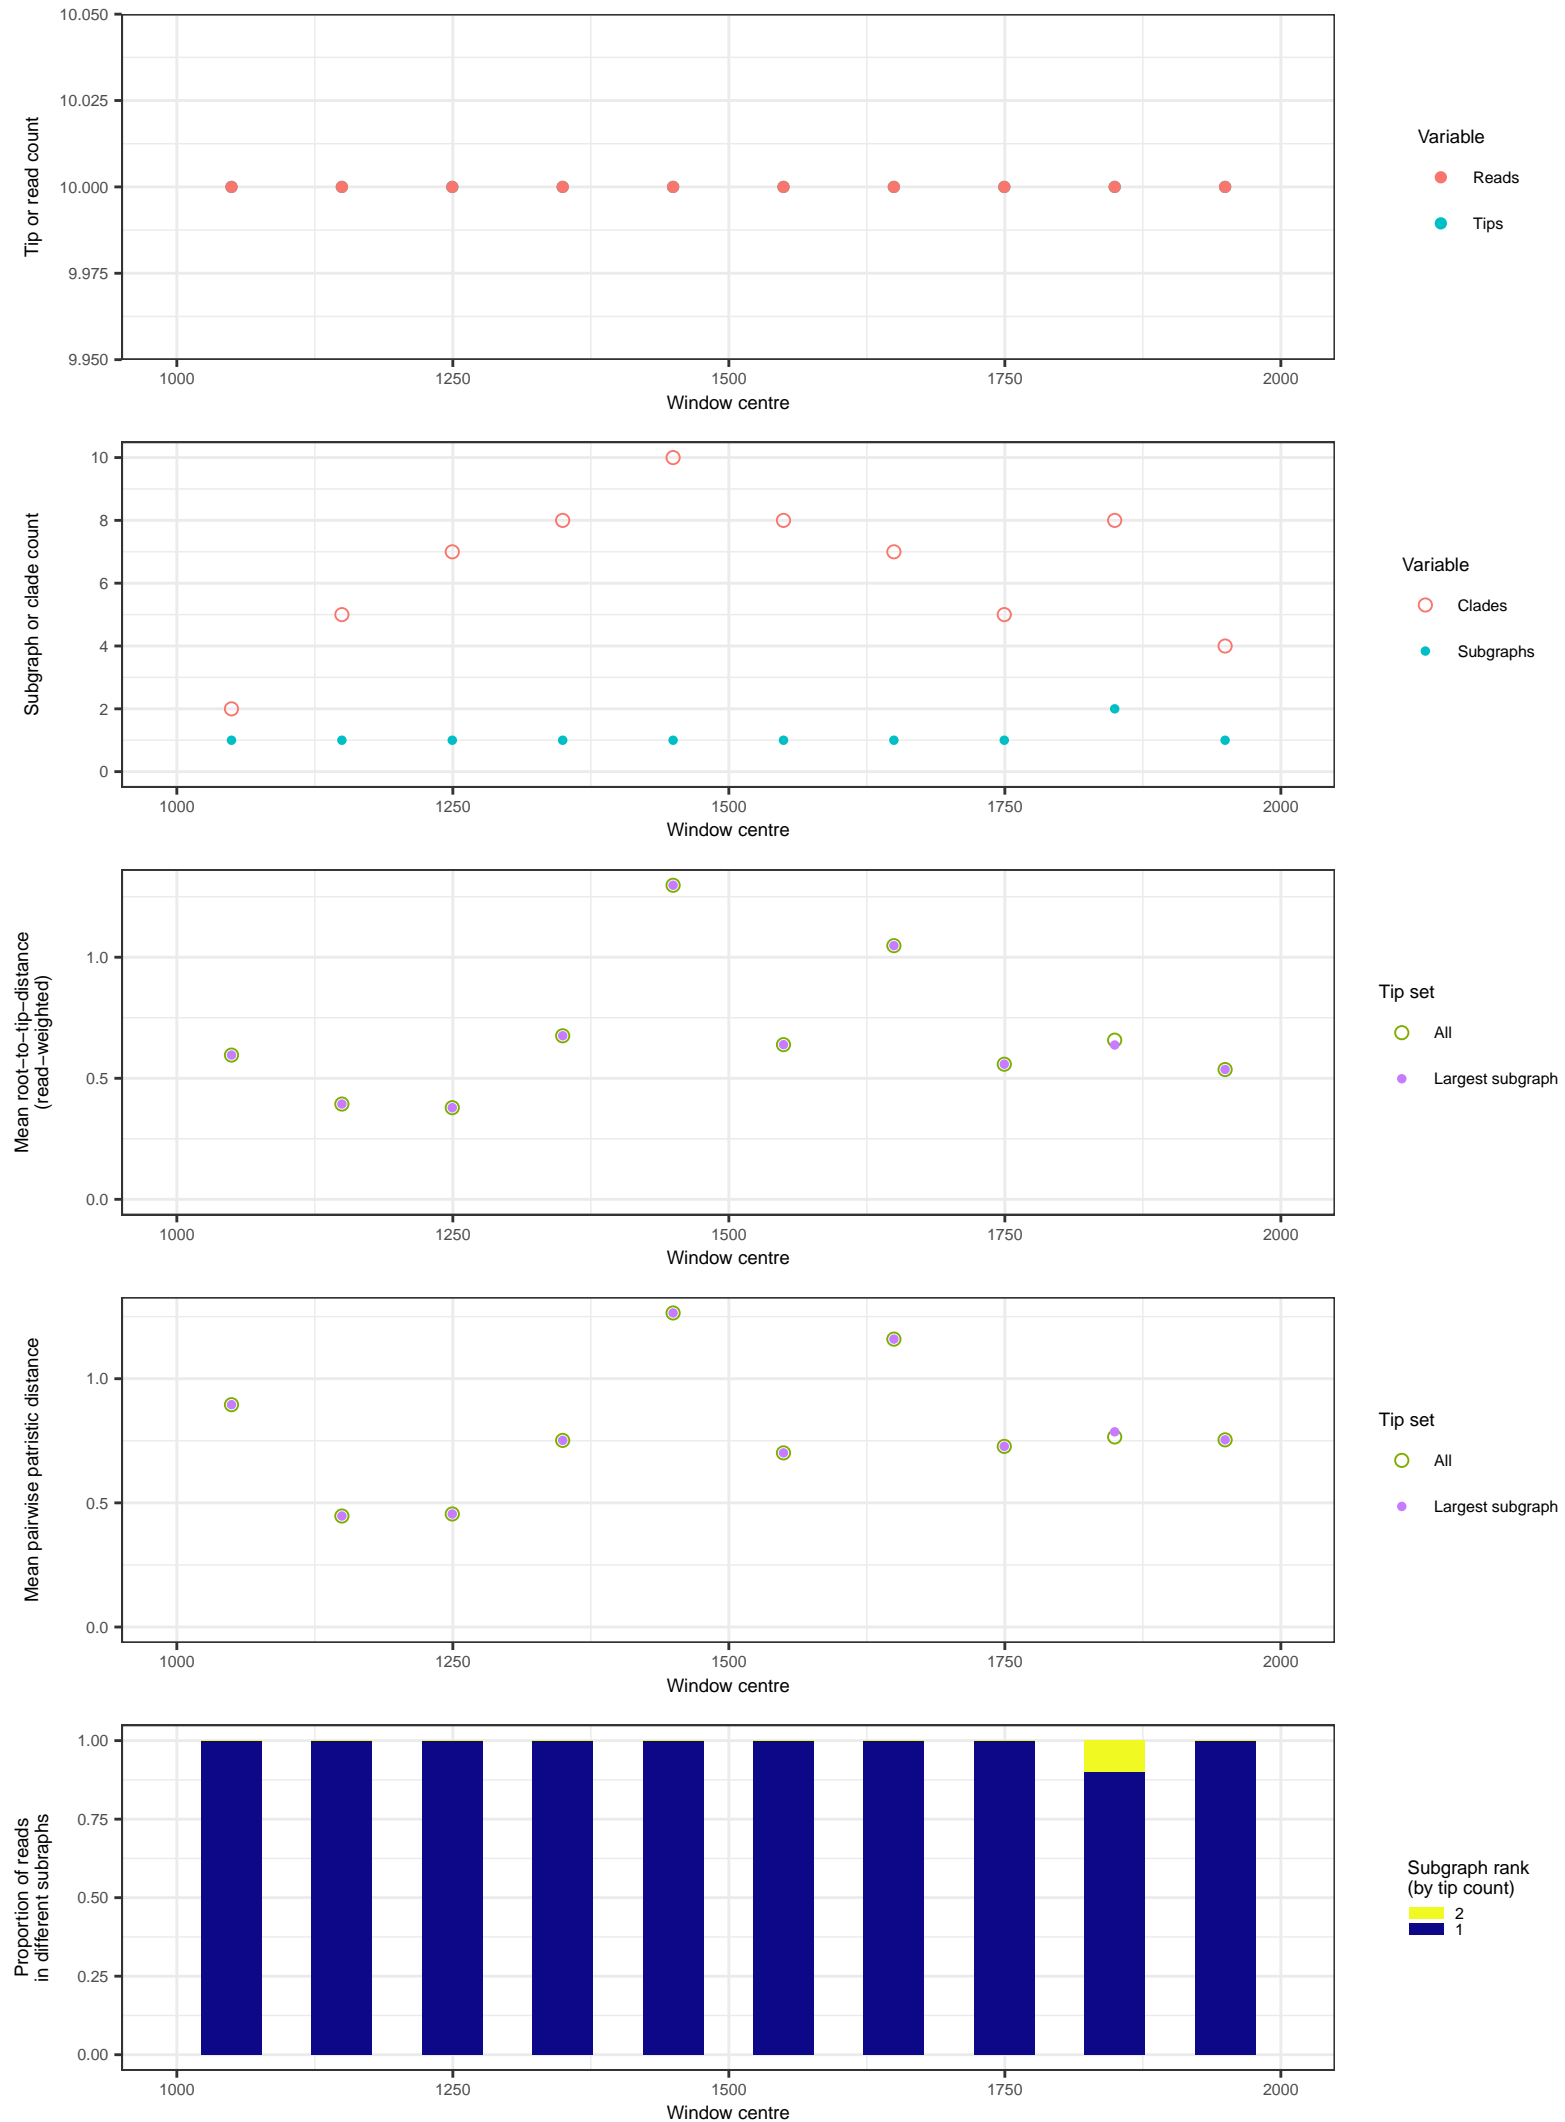 10.050
10.025
10.000
9.975
9.950
Tip or read count
1000 1250 1500 1750 2000
Window centre
Variable
Reads
Tips
10
8
6
4
2
0
Subgraph or clade count
1000 1250 1500 1750 2000
Window centre
Variable
Clades
Subgraphs
1.0
0.5
0.0
Mean root−to−tip−distance
(read−weighted)
1000 1250 1500 1750 2000
Window centre
Tip set
All
Largest subgraph
1.0
0.5
0.0
Mean pairwise patristic distance
1000 1250 1500 1750 2000
Window centre
Tip set
All
Largest subgraph
1.00
0.75
0.50
0.25
0.00
Proportion of reads
in different subraphs
1000 1250 1500 1750 2000
Window centre
Subgraph rank
(by tip count)
2
1